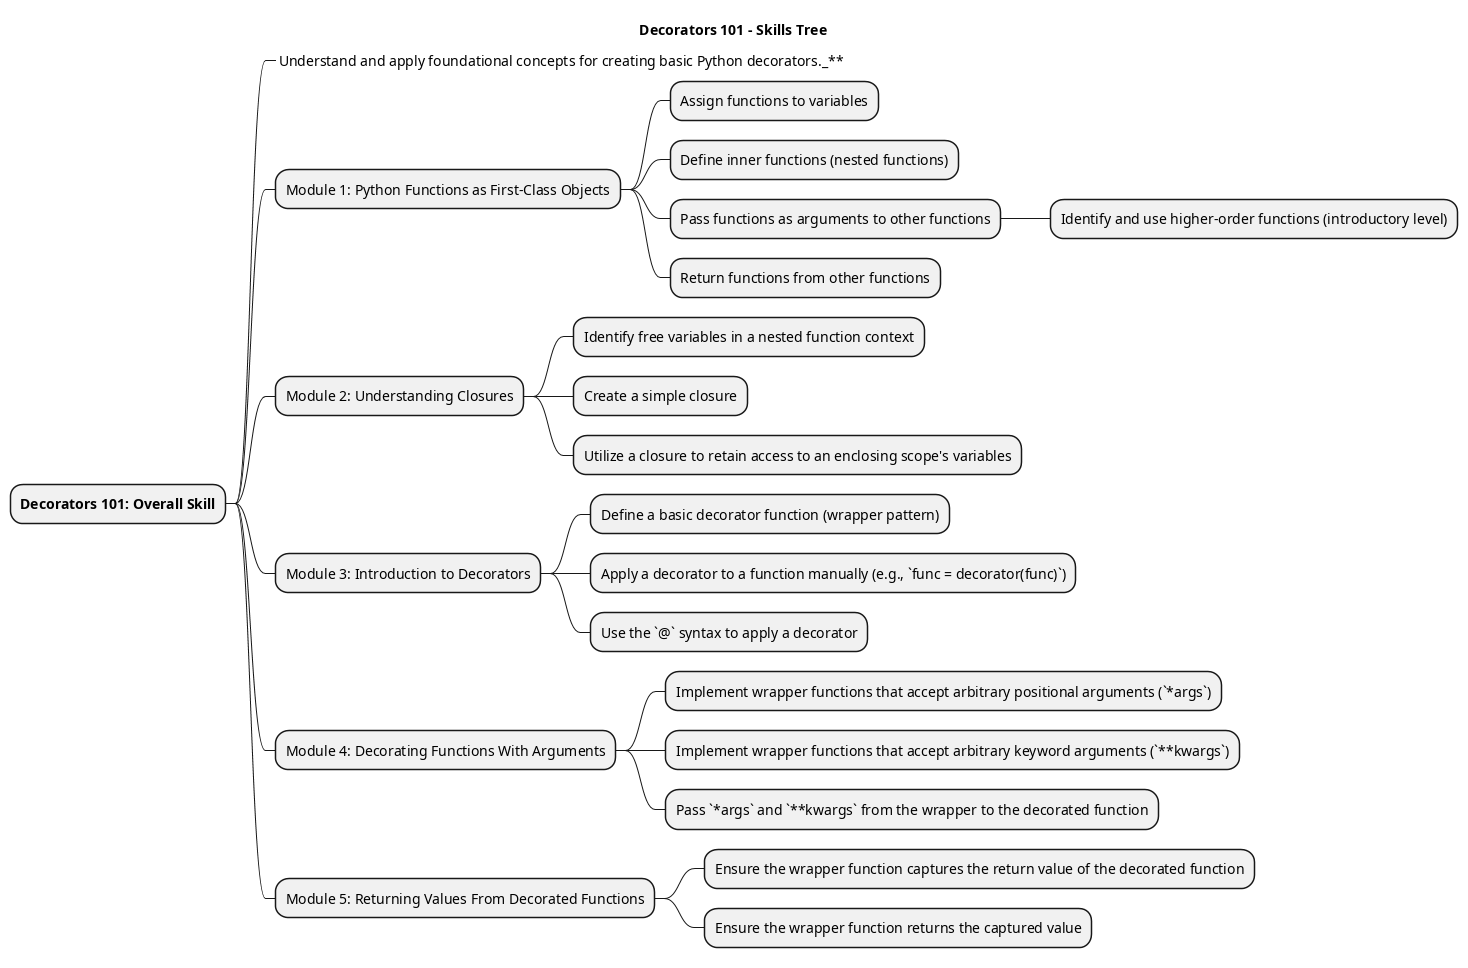 Decorators 101 - Skills Tree
Understand and apply foundational concepts for creating basic Python decorators._**
Assign functions to variables
Define inner functions (nested functions)
Module 1: Python Functions as First-Class Objects
Pass functions as arguments to other functions
Identify and use higher-order functions (introductory level)
Return functions from other functions
Identify free variables in a nested function context
Module 2: Understanding Closures
Create a simple closure
Utilize a closure to retain access to an enclosing scope's variables
Decorators 101: Overall Skill
Define a basic decorator function (wrapper pattern)
Module 3: Introduction to Decorators
Apply a decorator to a function manually (e.g., `func = decorator(func)`)
Use the `@` syntax to apply a decorator
Implement wrapper functions that accept arbitrary positional arguments (`*args`)
Module 4: Decorating Functions With Arguments
Implement wrapper functions that accept arbitrary keyword arguments (`**kwargs`)
Pass `*args` and `**kwargs` from the wrapper to the decorated function
Ensure the wrapper function captures the return value of the decorated function
Module 5: Returning Values From Decorated Functions
Ensure the wrapper function returns the captured value